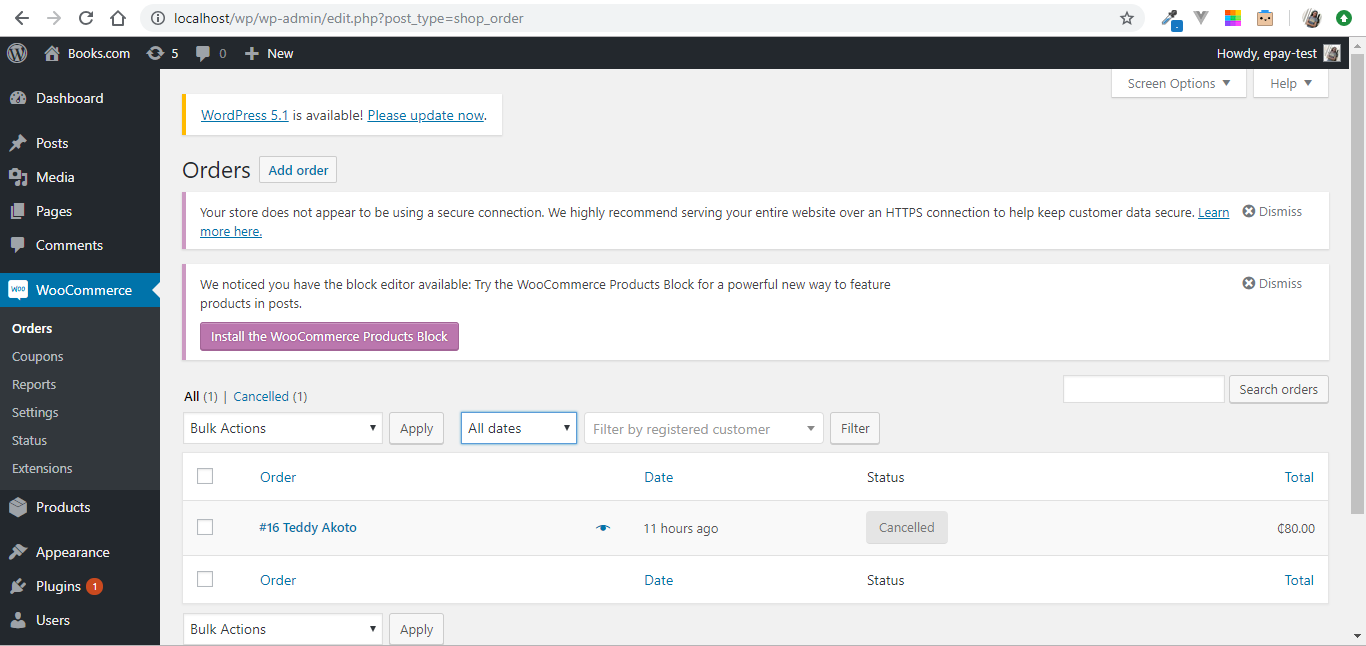 localhost/wp/wp-admin/edit.php?post_type=shop_order
Books.com 5 0 New Howdy, epay-test
Screen Options Help
Dashboard
Posts
Media
Pages
Comments
WooCommerce
Orders
Coupons
Reports
Settings
Status
Extensions
Products
Appearance
Plugins 1
Users
WordPress 5.1 is available! Please update now.
Orders Add order
Your store does not appear to be using a secure connection. We highly recommend serving your entire website over an HTTPS connection to help keep customer data secure. Learn
more here.
Dismiss
We noticed you have the block editor available: Try the WooCommerce Products Block for a powerful new way to feature
products in posts.
Dismiss
Install the WooCommerce Products Block
All (1) | Cancelled (1)
Search orders
Bulk Actions Apply All dates Filter by registered customer Filter
Order Date Status Total
#16 Teddy Akoto 11 hours ago Cancelled ₵80.00
Order Date Status Total
Bulk Actions Apply